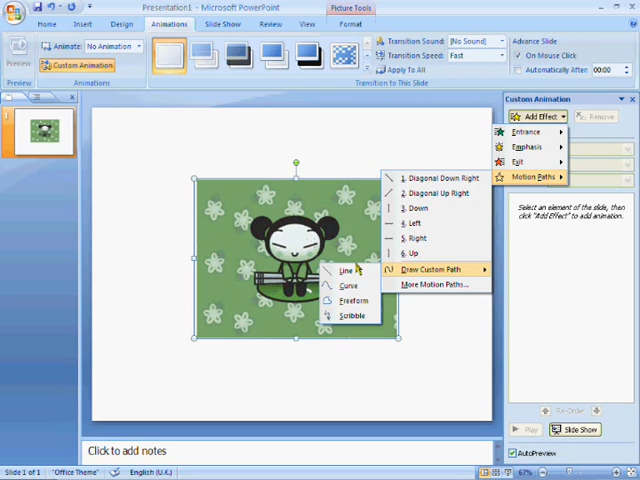 Presentation1 - Microsoft PowerPoint
Picture Tools
Home
Insert
Design
Animations
Slide Show
Review
View
Format
Preview
Animate: No Animation
Custom Animation
Transition Sound: [No Sound]
Transition Speed: Fast
Apply To All
Advance Slide
On Mouse Click
Automatically After: 00:00
Preview
Animations
Transition To This Slide
Custom Animation
Add Effect
Remove
Entrance
Emphasis
Exit
Motion Paths
1. Diagonal Down Right
2. Diagonal Up Right
3. Down
4. Left
5. Right
6. Up
Draw Custom Path
More Motion Paths...
Line
Curve
Freeform
Scribble
1
Select an element of the slide, then
click "Add Effect" to add animation.
Re-Order
Play
Slide Show
AutoPreview
Click to add notes
Slide 1 of 1
"Office Theme"
English (U.K.)
67%